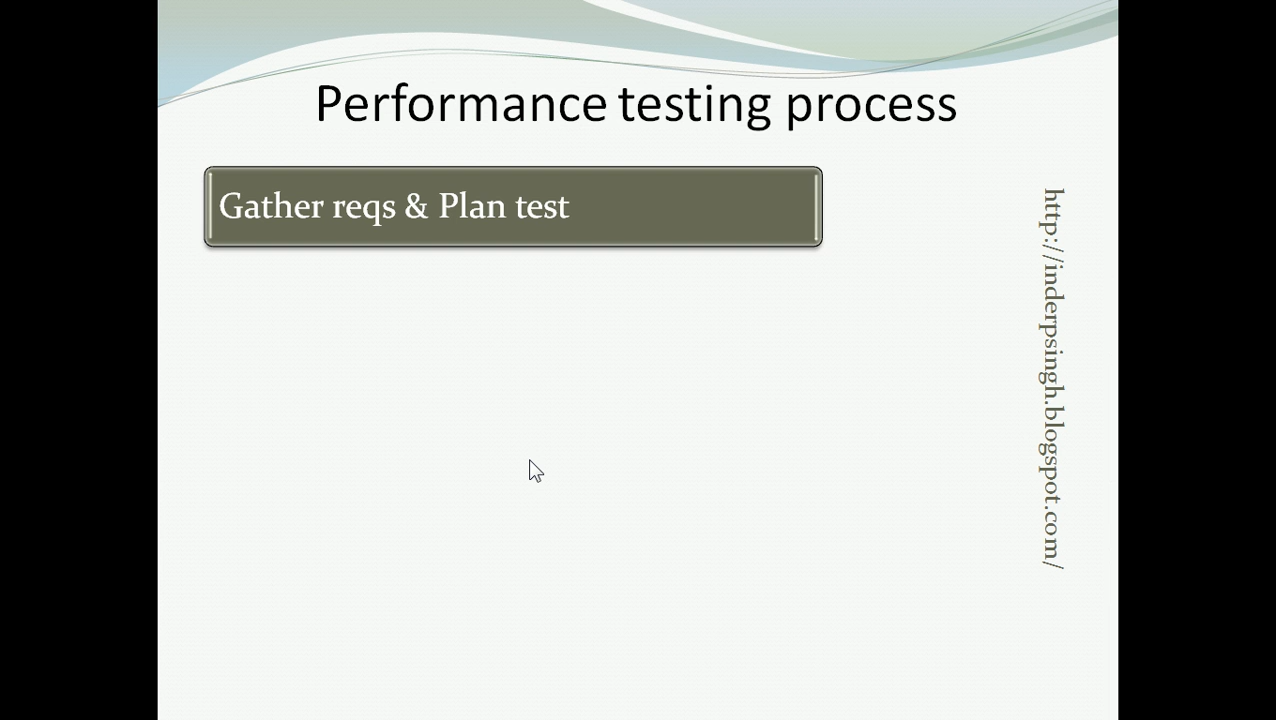 Performance testing process
Gather reqs & Plan test
http://inderpsingh.blogspot.com/